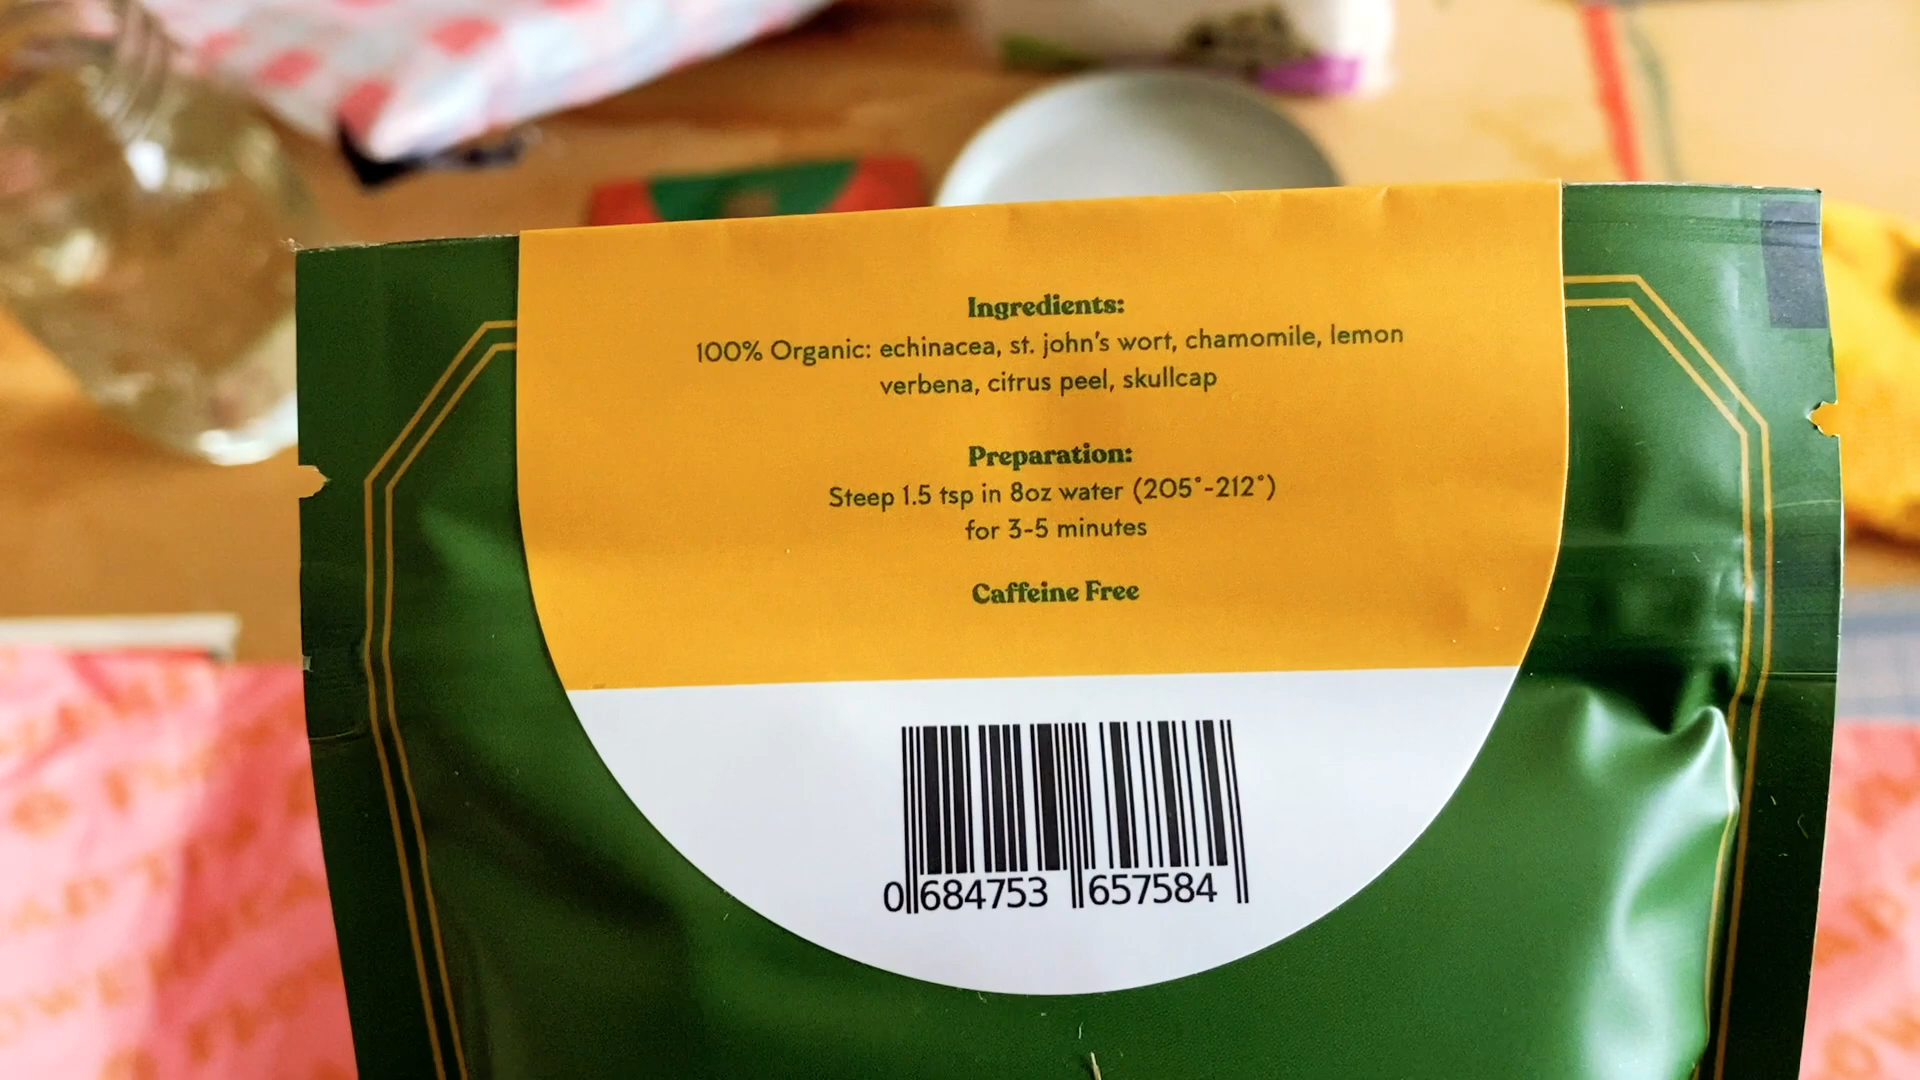 Ingredients:
100% Organic: echinacea, st. john's wort, chamomile, lemon
verbena, citrus peel, skullcap
Preparation:
Steep 1.5 tsp in 8oz water (205°-212°)
for 3-5 minutes
Caffeine Free
0 684753 657584